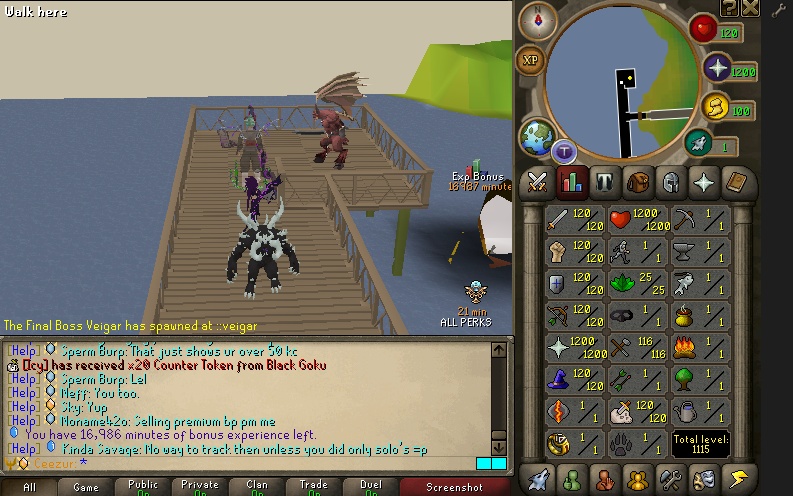 Walk here
N
120
XP
1200
100
T
1
Exp Bonus
16987 minute
21 min
ALL PERKS
The Final Boss Veigar has spawned at ::veigar
[Help] Sperm Burp: That just shows ur over 50 kc
[Icy] has received x20 Counter Token from Black Goku
[Help] Sperm Burp: Lel
[Help] Neff: You too.
[Help] Sky: Yup
[Help] Noname42o: Selling premium bp pm me
You have 16,986 minutes of bonus experience left.
[Help] Kinda Savage: No way to track then unless you did only solo's =p
Ceezur: *
120/120 1200/1200 1/1
120/120 1/1 1/1
120/120 25/25 1/1
120/120 1/1 1/1
1200/1200 116/116 1/1
120/120 1/1 1/1
1/1 120/120 1/1
1/1 1/1 Total level:
1115
All Game Public Private Clan Trade Duel Screenshot
On On On On On